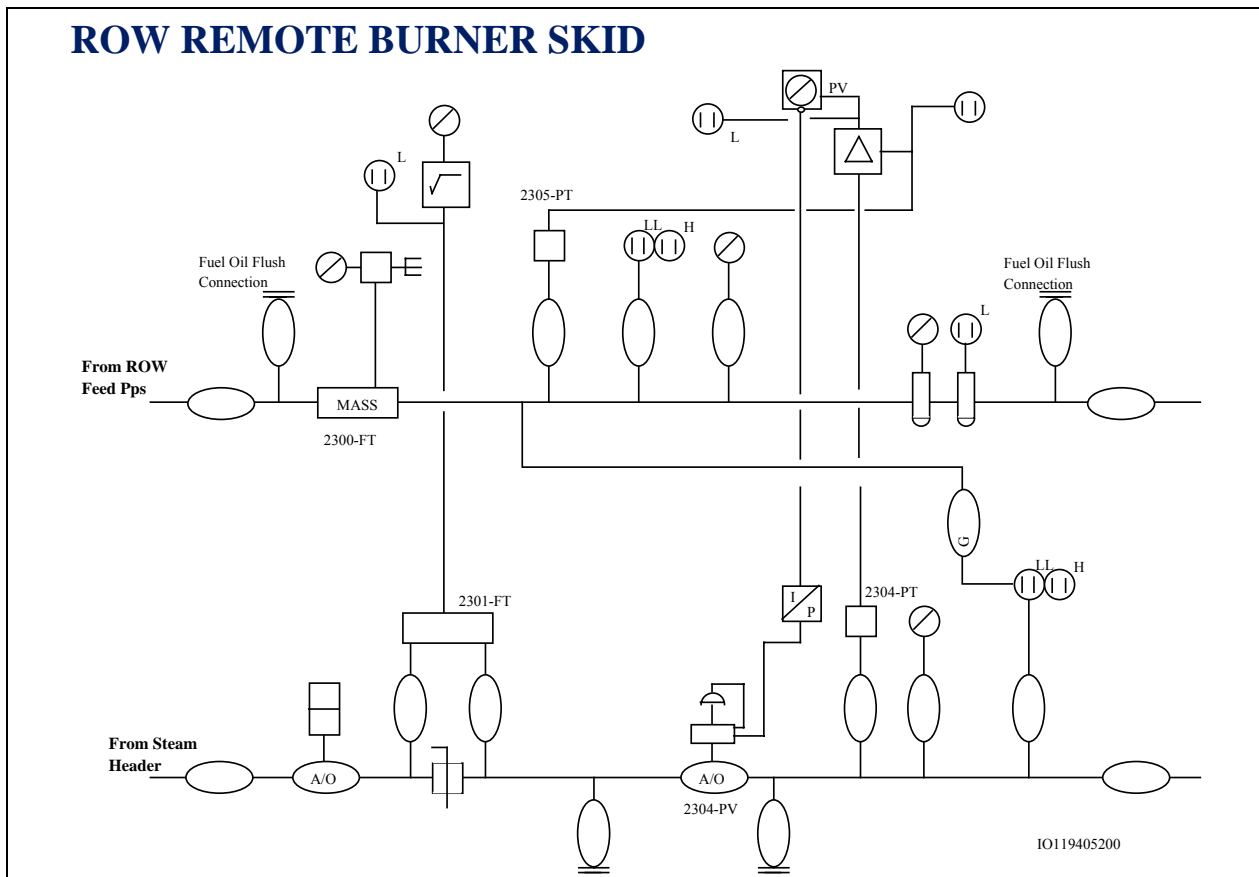 ROW REMOTE BURNER SKID
PV
L
L
2305-PT
LL
H
Fuel Oil Flush
Connection
Fuel Oil Flush
Connection
L
From ROW
Feed Pps
MASS
2300-FT
G
LL
H
I
P
2301-FT
2304-PT
From Steam
Header
A/O
A/O
2304-PV
IO119405200